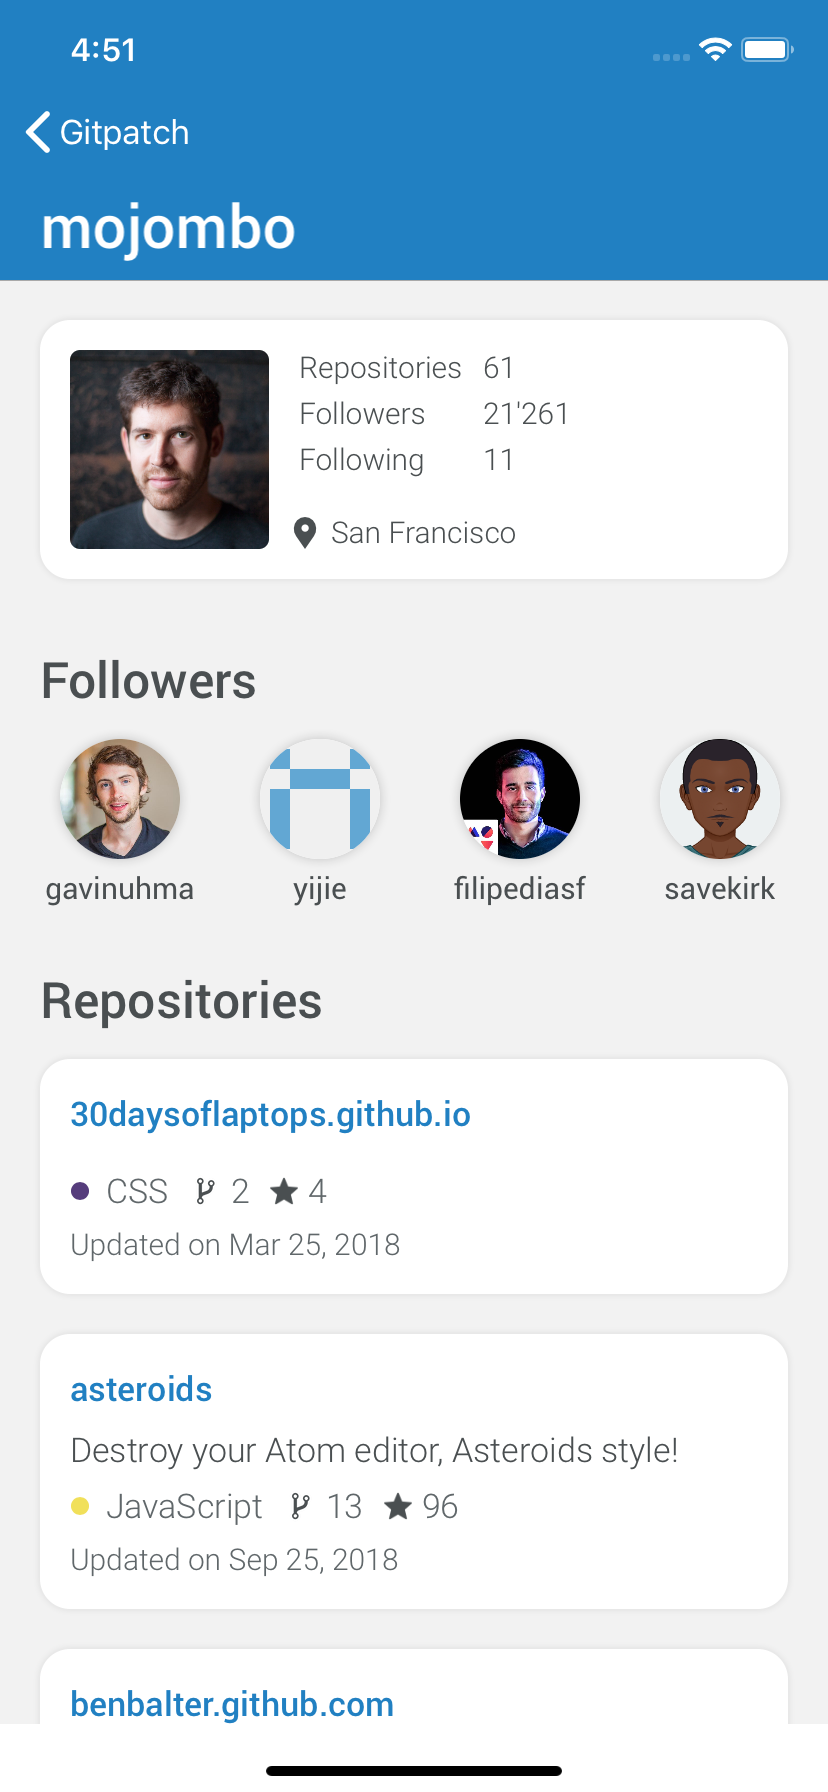 4:51
Gitpatch
mojombo
Repositories 61
Followers 21'261
Following 11
San Francisco
Followers
gavinuhma yijie filipediasf savekirk
Repositories
30daysoflaptops.github.io
CSS 2 4
Updated on Mar 25, 2018
asteroids
Destroy your Atom editor, Asteroids style!
JavaScript 13 96
Updated on Sep 25, 2018
benbalter.github.com